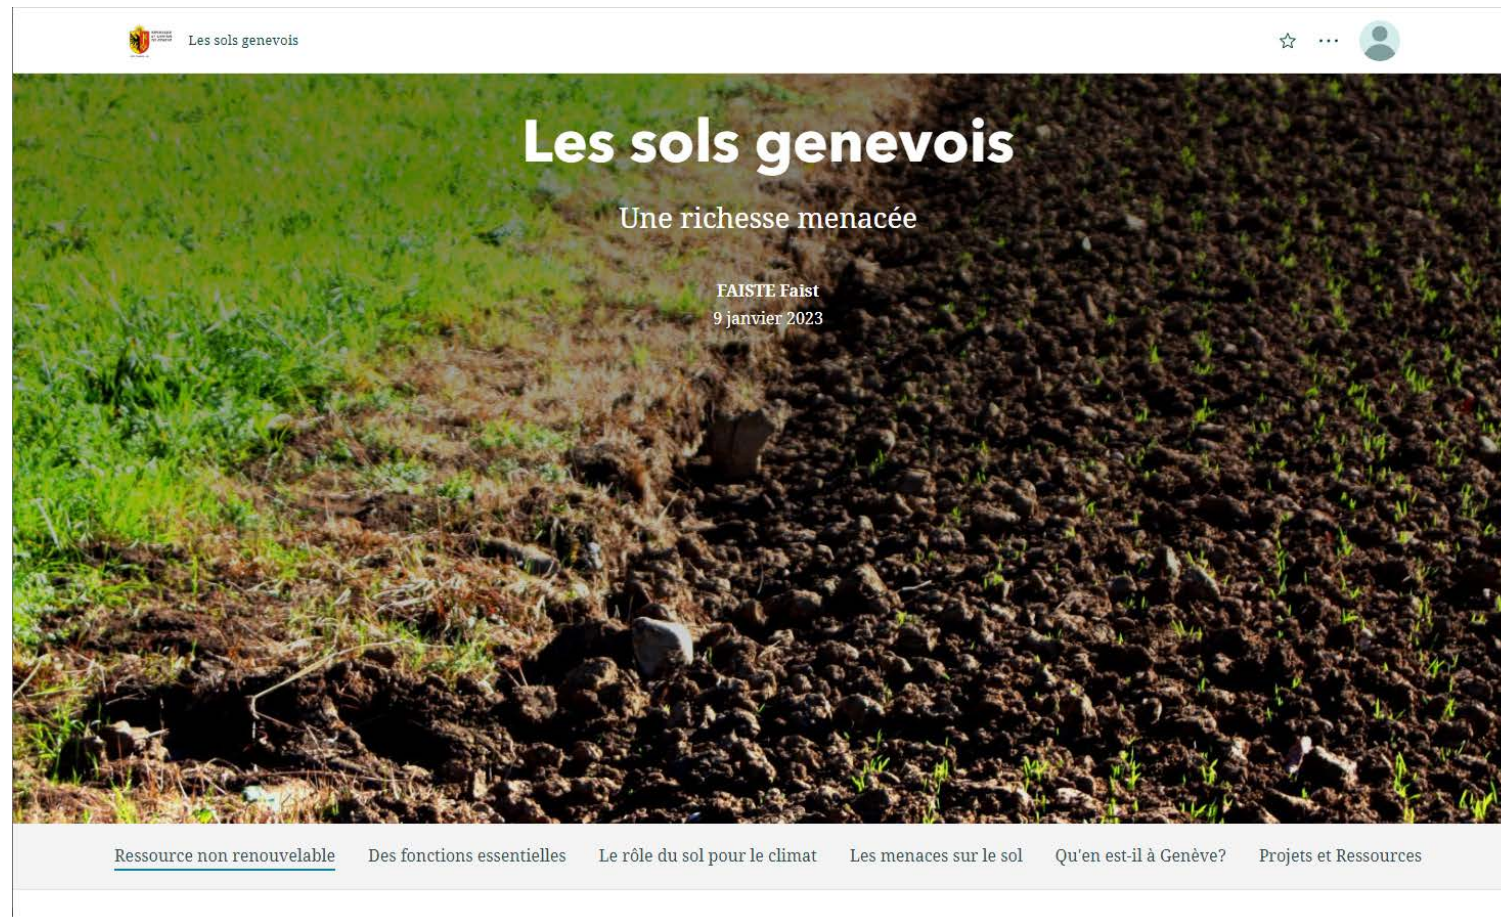 Les sols genevois
Les sols genevois
Une richesse menacée
FAISTE Faist
9 janvier 2023
Ressource non renouvelable
Des fonctions essentielles
Le rôle du sol pour le climat
Les menaces sur le sol
Qu'en est-il à Genève?
Projets et Ressources